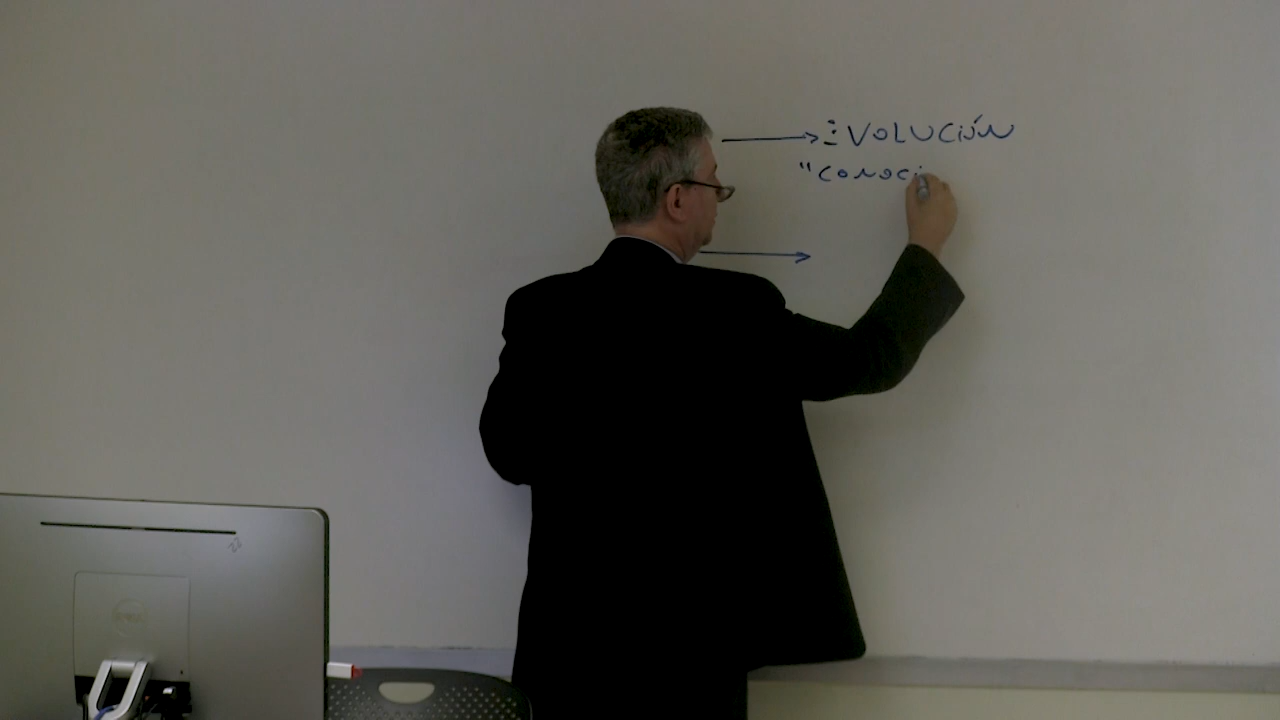 → EVOLUCIÓN
"CONOCI
→